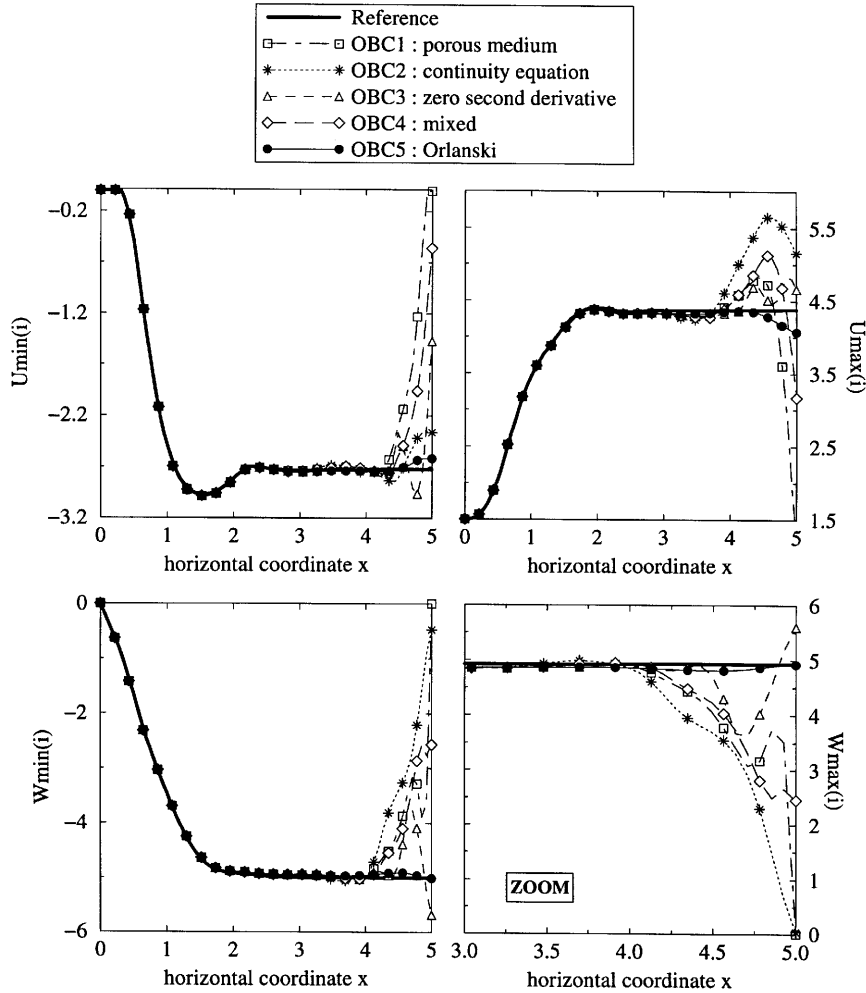 Reference
OBC1 : porous medium
OBC2 : continuity equation
OBC3 : zero second derivative
OBC4 : mixed
OBC5 : Orlanski
−0.2
−1.2
−2.2
−3.2
Umin(i)
0 1 2 3 4 5
horizontal coordinate x
5.5
4.5
3.5
2.5
1.5
Umax(i)
0 1 2 3 4 5
horizontal coordinate x
0
−2
−4
−6
Wmin(i)
0 1 2 3 4 5
horizontal coordinate x
6
5
4
3
2
1
0
Wmax(i)
ZOOM
3.0 3.5 4.0 4.5 5.0
horizontal coordinate x